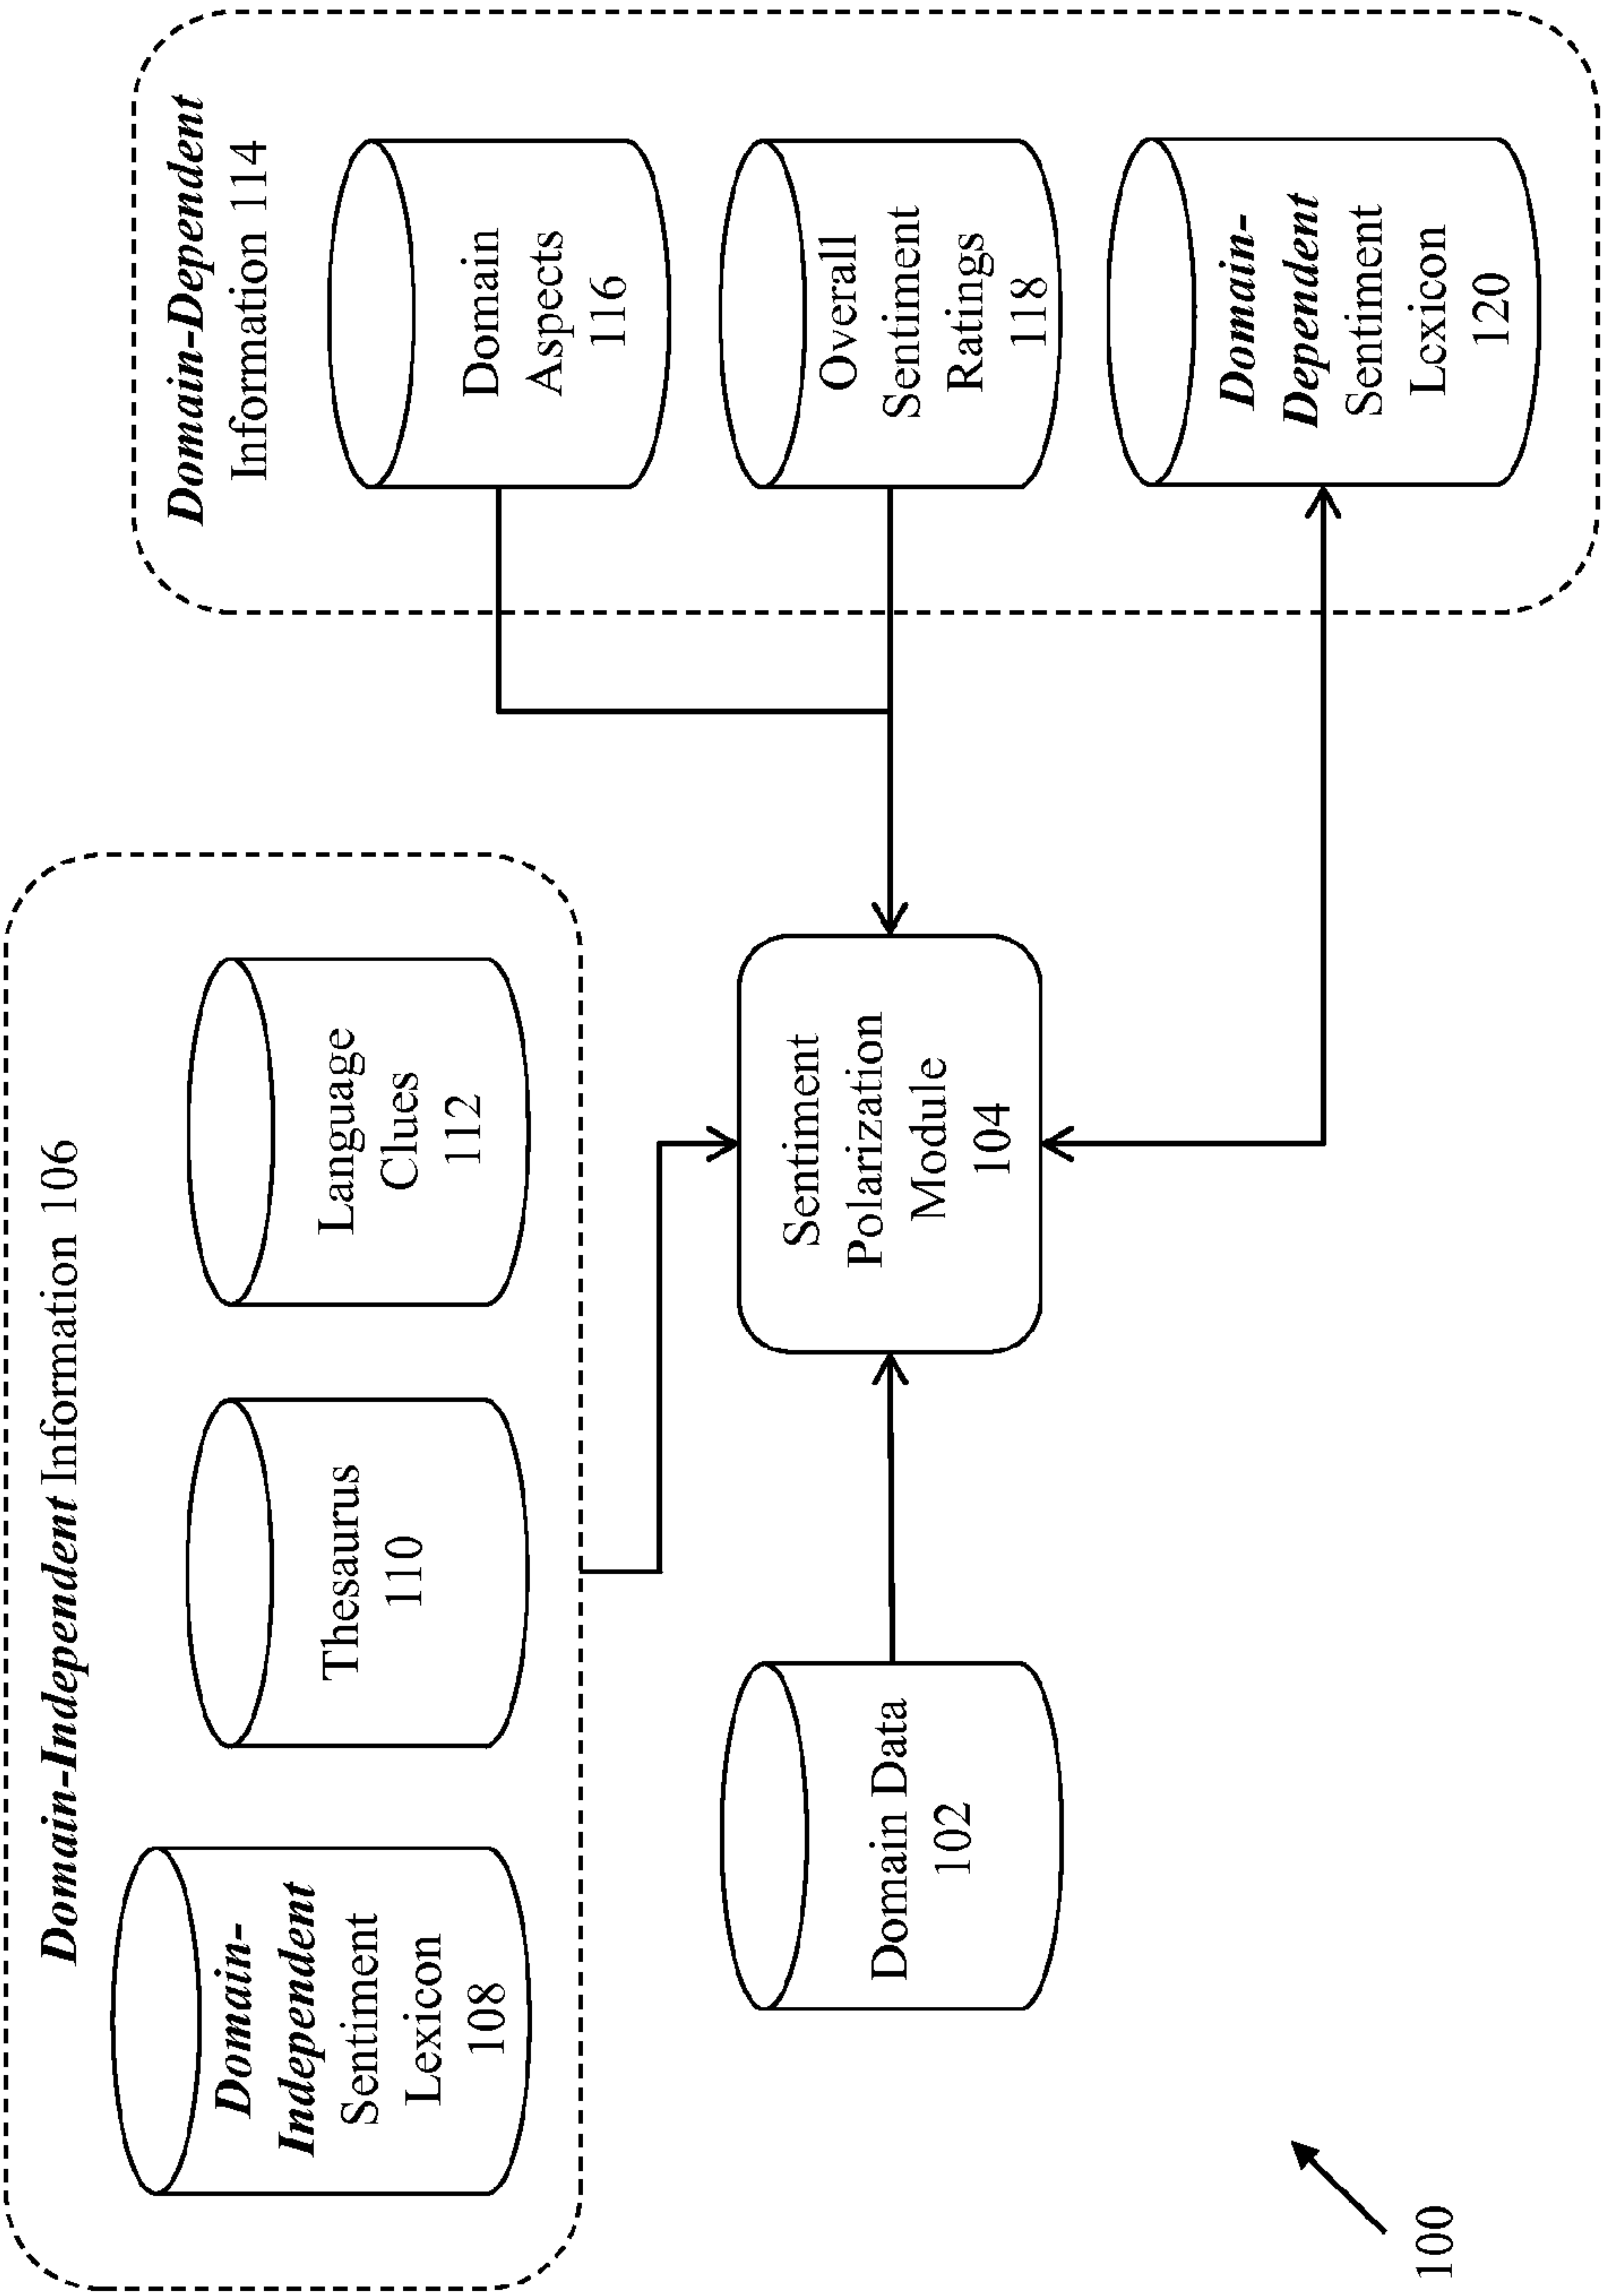 Domain-Independent Information 106
Domain-
Independent
Sentiment
Lexicon
108
Thesaurus
110
Language
Clues
112
Domain-Dependent
Information 114
Domain
Aspects
116
Overall
Sentiment
Ratings
118
Domain-
Dependent
Sentiment
Lexicon
120
Domain Data
102
Sentiment
Polarization
Module
104
100